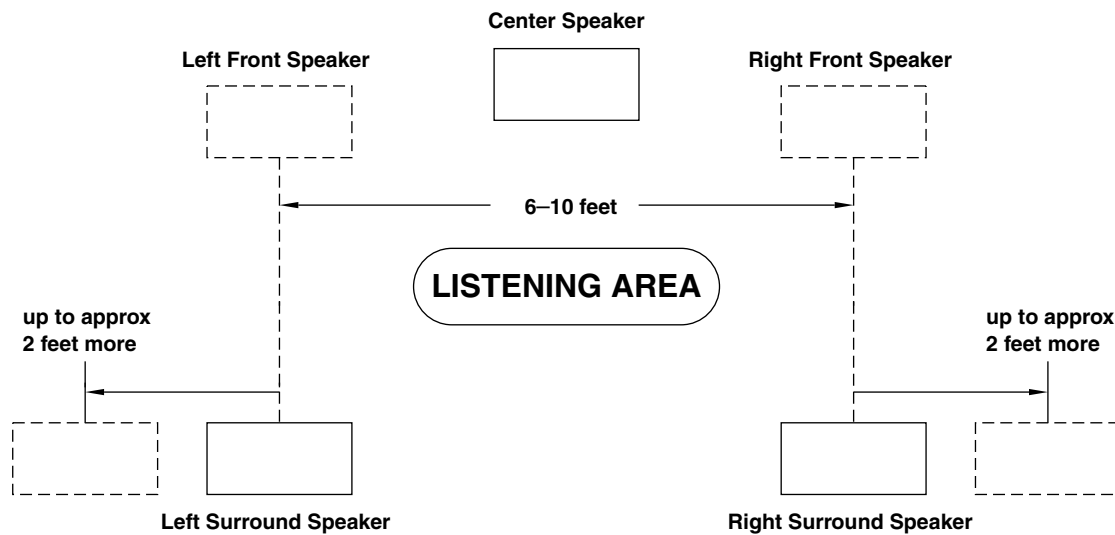 Center Speaker
Left Front Speaker
Right Front Speaker
6–10 feet
LISTENING AREA
up to approx
2 feet more
up to approx
2 feet more
Left Surround Speaker
Right Surround Speaker